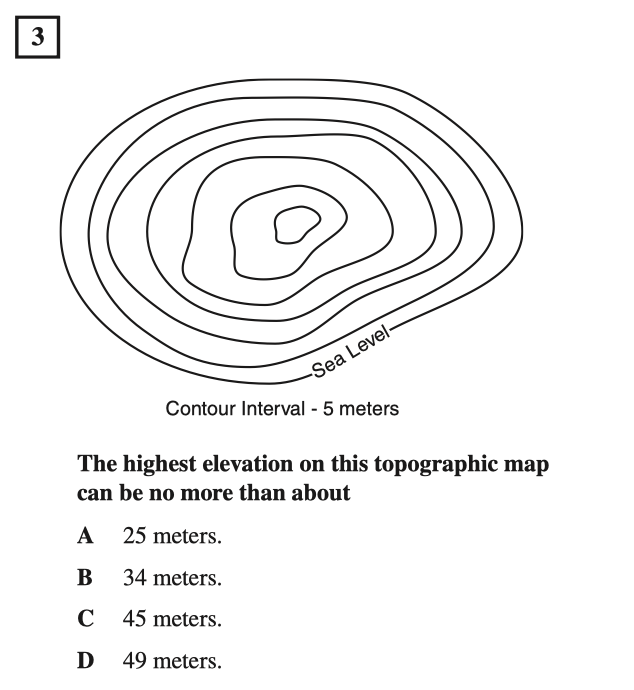 3
Sea Level
Contour Interval - 5 meters
The highest elevation on this topographic map
can be no more than about
A 25 meters.
B 34 meters.
C 45 meters.
D 49 meters.